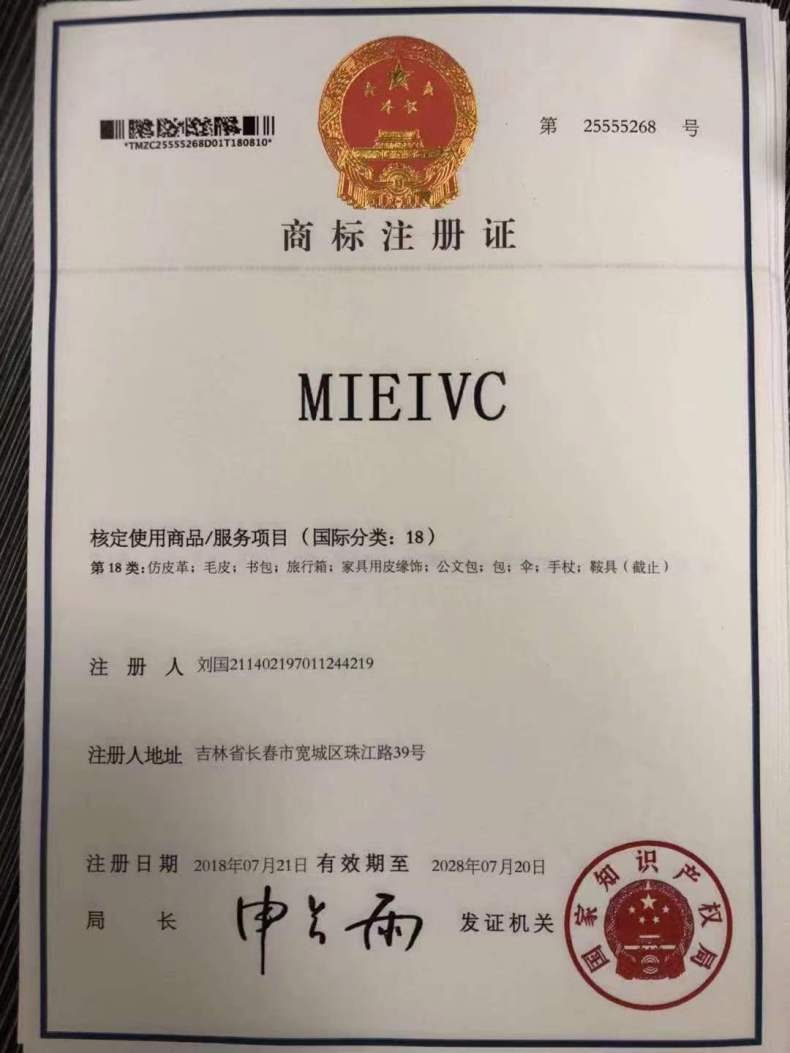 第 25555268 号
*TMZC25555268D01T180810*
商标注册证
MIEIVC
核定使用商品/服务项目（国际分类：18）
第18类:仿皮革；毛皮；书包；旅行箱；家具用皮缘饰；公文包；包；伞；手杖；鞍具（截止）
注册人 刘国211402197011244219
注册人地址 吉林省长春市宽城区珠江路39号
注册日期 2018年07月21日 有效期至 2028年07月20日
局长 申长雨 发证机关
国家知识产权局